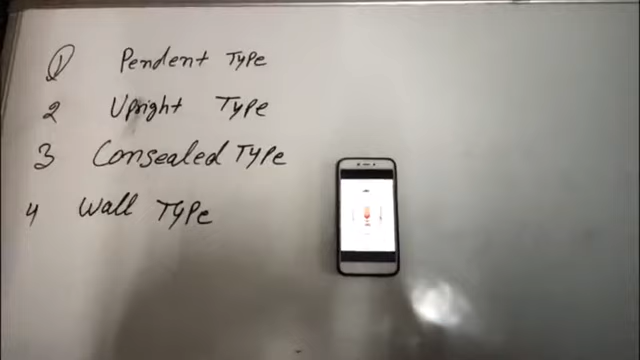 1 Pendent Type
2 Upright Type
3 Consealed Type
4 Wall Type